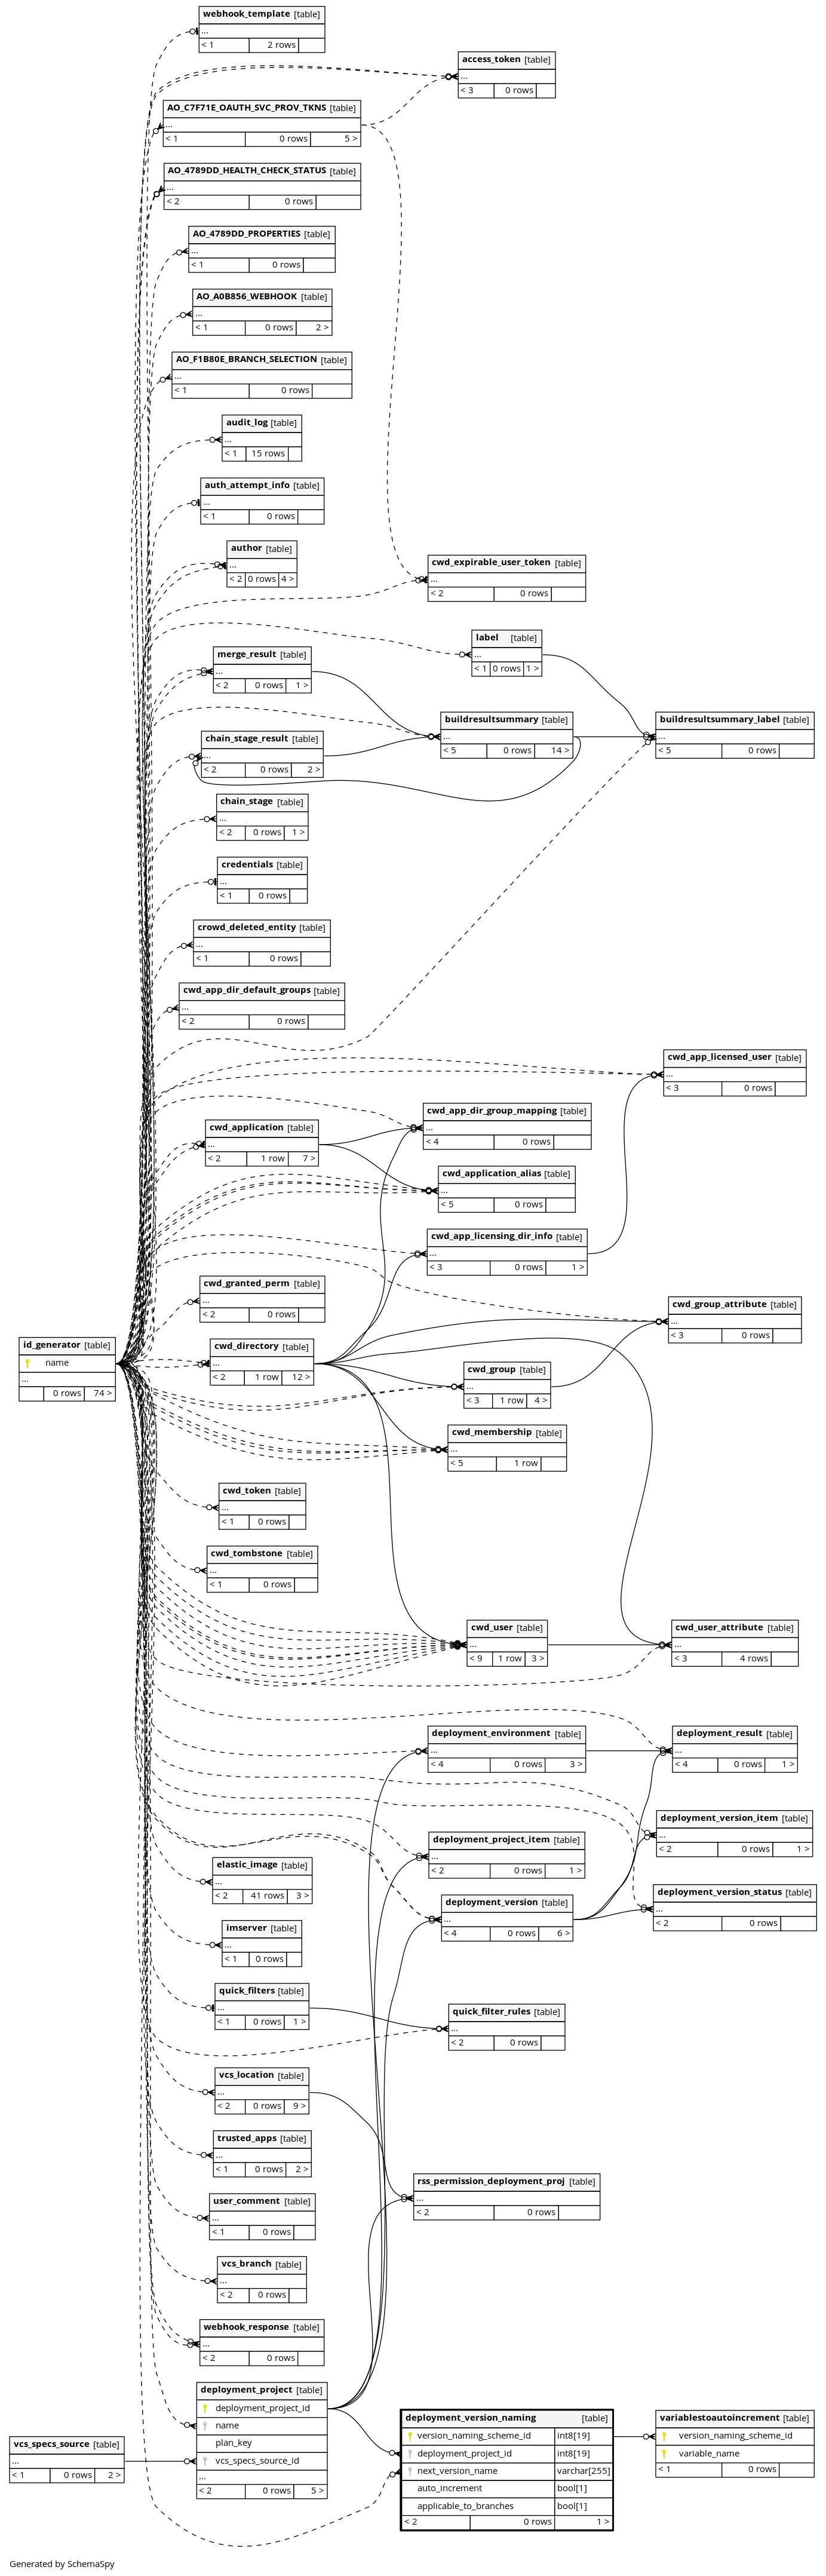 webhook_template [table]
...
< 1 2 rows
access_token [table]
...
< 3 0 rows
AO_C7F71E_OAUTH_SVC_PROV_TKNS [table]
...
< 1 0 rows 5 >
AO_4789DD_HEALTH_CHECK_STATUS [table]
...
< 2 0 rows
AO_4789DD_PROPERTIES [table]
...
< 1 0 rows
AO_A0B856_WEBHOOK [table]
...
< 1 0 rows 2 >
AO_F1B80E_BRANCH_SELECTION [table]
...
< 1 0 rows
audit_log [table]
...
< 1 15 rows
auth_attempt_info [table]
...
< 1 0 rows
author [table]
...
< 2 0 rows 4 >
cwd_expirable_user_token [table]
...
< 2 0 rows
label [table]
...
< 1 0 rows 1 >
merge_result [table]
...
< 2 0 rows 1 >
buildresultsummary [table]
...
< 5 0 rows 14 >
buildresultsummary_label [table]
...
< 5 0 rows
chain_stage_result [table]
...
< 2 0 rows 2 >
chain_stage [table]
...
< 2 0 rows 1 >
credentials [table]
...
< 1 0 rows
crowd_deleted_entity [table]
...
< 1 0 rows
cwd_app_dir_default_groups [table]
...
< 2 0 rows
cwd_app_licensed_user [table]
...
< 3 0 rows
cwd_app_dir_group_mapping [table]
...
< 4 0 rows
cwd_application [table]
...
< 2 1 row 7 >
cwd_application_alias [table]
...
< 5 0 rows
cwd_app_licensing_dir_info [table]
...
< 3 0 rows 1 >
cwd_granted_perm [table]
...
< 2 0 rows
cwd_group_attribute [table]
...
< 3 0 rows
id_generator [table]
name
...
0 rows 74 >
cwd_directory [table]
...
< 2 1 row 12 >
cwd_group [table]
...
< 3 1 row 4 >
cwd_membership [table]
...
< 5 1 row
cwd_token [table]
...
< 1 0 rows
cwd_tombstone [table]
...
< 1 0 rows
cwd_user [table]
...
< 9 1 row 3 >
cwd_user_attribute [table]
...
< 3 4 rows
deployment_environment [table]
...
< 4 0 rows 3 >
deployment_result [table]
...
< 4 0 rows 1 >
deployment_version_item [table]
...
< 2 0 rows 1 >
deployment_project_item [table]
...
< 2 0 rows 1 >
elastic_image [table]
...
< 2 41 rows 3 >
deployment_version_status [table]
...
< 2 0 rows
deployment_version [table]
...
< 4 0 rows 6 >
imserver [table]
...
< 1 0 rows
quick_filters [table]
...
< 1 0 rows 1 >
quick_filter_rules [table]
...
< 2 0 rows
vcs_location [table]
...
< 2 0 rows 9 >
trusted_apps [table]
...
< 1 0 rows 2 >
rss_permission_deployment_proj [table]
...
< 2 0 rows
user_comment [table]
...
< 1 0 rows
vcs_branch [table]
...
< 2 0 rows
webhook_response [table]
...
< 2 0 rows
deployment_project [table]
deployment_project_id
name
plan_key
vcs_specs_source_id
...
< 2 0 rows 5 >
vcs_specs_source [table]
...
< 1 0 rows 2 >
deployment_version_naming [table]
version_naming_scheme_id int8[19]
deployment_project_id int8[19]
next_version_name varchar[255]
auto_increment bool[1]
applicable_to_branches bool[1]
< 2 0 rows 1 >
variablestoautoincrement [table]
version_naming_scheme_id
variable_name
< 1 0 rows
Generated by SchemaSpy